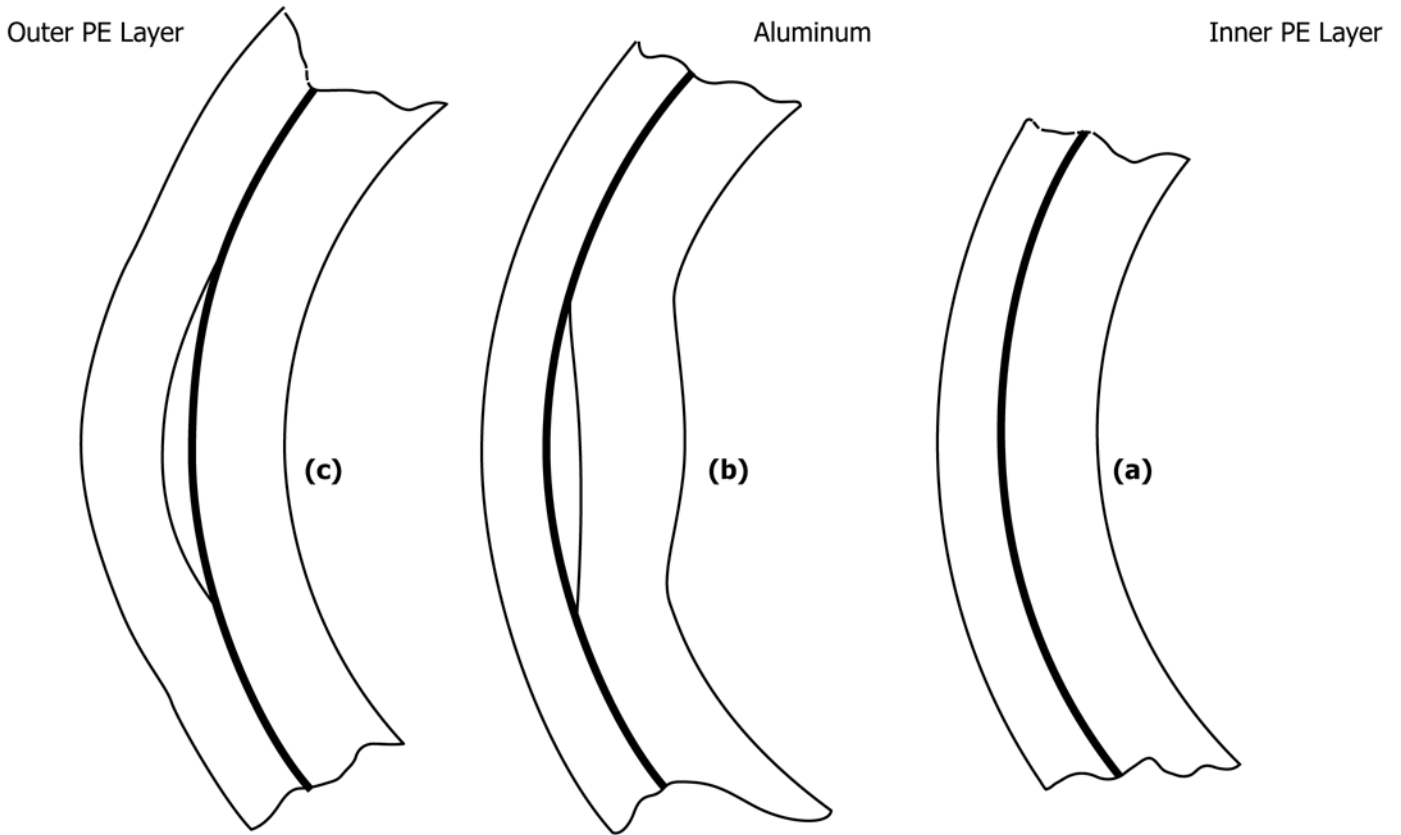 Outer PE Layer
Aluminum
Inner PE Layer
(c)
(b)
(a)